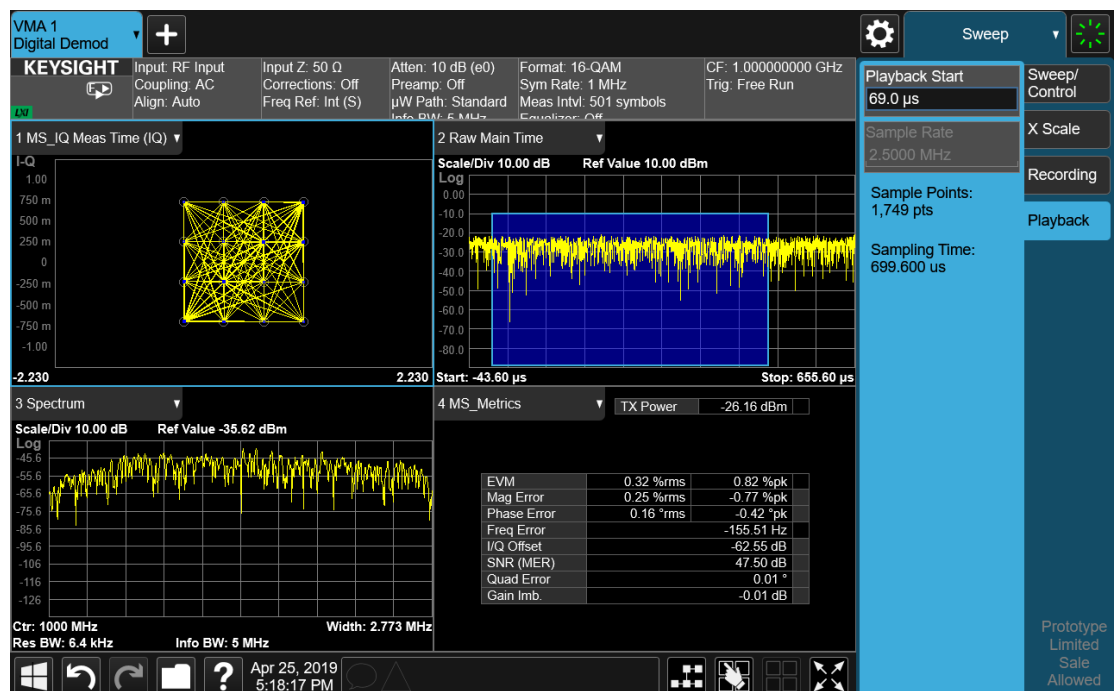 VMA 1
Digital Demod
Sweep
KEYSIGHT
LXI
Input: RF Input
Coupling: AC
Align: Auto
Input Z: 50 Ω
Corrections: Off
Freq Ref: Int (S)
Atten: 10 dB (e0)
Preamp: Off
µW Path: Standard
Info BW: 5 MHz
Format: 16-QAM
Sym Rate: 1 MHz
Meas Intvl: 501 symbols
Equalizer: Off
CF: 1.000000000 GHz
Trig: Free Run
1 MS_IQ Meas Time (IQ)
I-Q
1.00
750 m
500 m
250 m
0
-250 m
-500 m
-750 m
-1.00
-2.230
2.230
2 Raw Main Time
Scale/Div 10.00 dB
Ref Value 10.00 dBm
Log
0.00
-10.0
-20.0
-30.0
-40.0
-50.0
-60.0
-70.0
-80.0
Start: -43.60 µs
Stop: 655.60 µs
3 Spectrum
Scale/Div 10.00 dB
Ref Value -35.62 dBm
Log
-45.6
-55.6
-65.6
-75.6
-85.6
-95.6
-106
-116
-126
Ctr: 1000 MHz
Width: 2.773 MHz
Res BW: 6.4 kHz
Info BW: 5 MHz
4 MS_Metrics
TX Power -26.16 dBm
EVM 0.32 %rms 0.82 %pk
Mag Error 0.25 %rms -0.77 %pk
Phase Error 0.16 °rms -0.42 °pk
Freq Error -155.51 Hz
I/Q Offset -62.55 dB
SNR (MER) 47.50 dB
Quad Error 0.01 °
Gain Imb. -0.01 dB
Playback Start
69.0 µs
Sample Rate
2.5000 MHz
Sample Points:
1,749 pts
Sampling Time:
699.600 us
Sweep/
Control
X Scale
Recording
Playback
Prototype
Limited
Sale
Allowed
?
Apr 25, 2019
5:18:17 PM